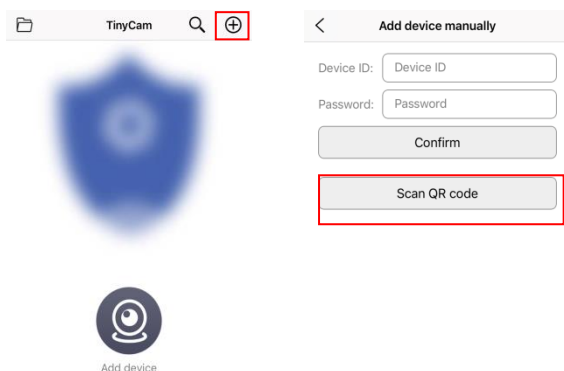 TinyCam
Add device
Add device manually
Device ID: Device ID
Password: Password
Confirm
Scan QR code